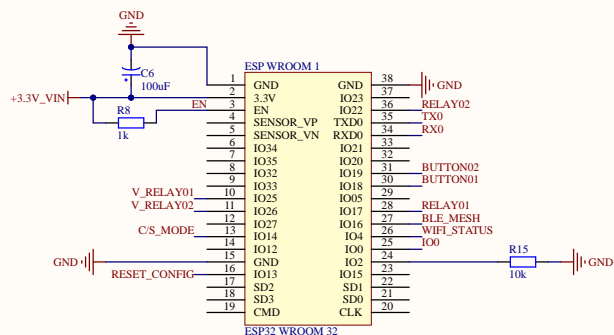 GND
ESP WROOM 1
C6
100uF
+3.3V_VIN
R8
1k
EN
1 GND GND 38 GND
2 3.3V IO23 37
3 EN IO22 36 RELAY02
4 SENSOR_VP TXD0 35 TX0
5 SENSOR_VN RXD0 34 RX0
6 IO34 IO21 33
7 IO35 IO20 32
8 IO32 IO19 31 BUTTON02
9 IO33 IO18 30 BUTTON01
V_RELAY01 10 IO25 IO05 29
V_RELAY02 11 IO26 IO17 28 RELAY01
12 IO27 IO16 27 BLE_MESH
C/S_MODE 13 IO14 IO4 26 WIFI_STATUS
14 IO12 IO0 25 IO0
GND 15 GND IO2 24 R15 10k GND
RESET_CONFIG 16 IO13 IO15 23
17 SD2 SD1 22
18 SD3 SD0 21
19 CMD CLK 20
ESP32 WROOM 32